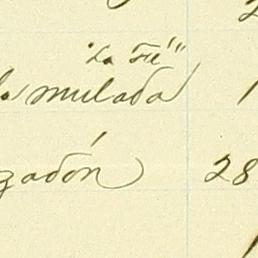 "La Fé"
la mulada 1
zadón 28